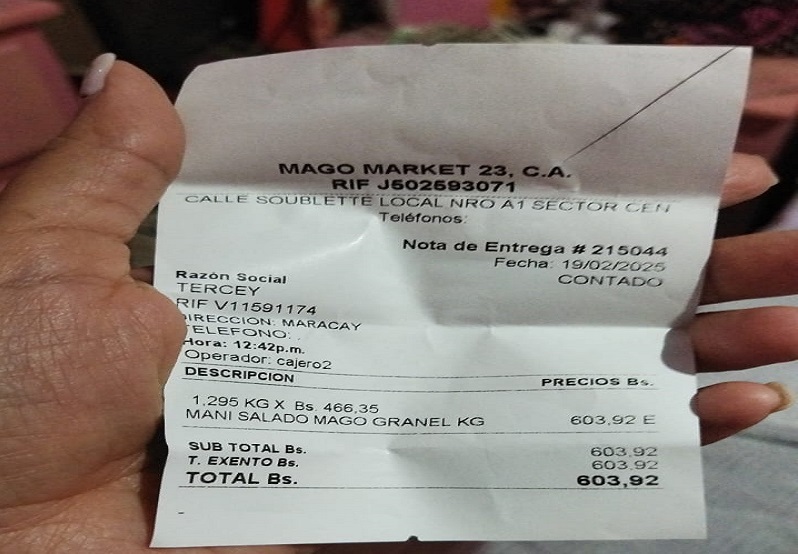 MAGO MARKET 23, C.A.
RIF J502593071
CALLE SOUBLETTE LOCAL NRO A1 SECTOR CEN
Teléfonos:
Nota de Entrega # 215044
Fecha: 19/02/2025
CONTADO
Razón Social
TERCEY
RIF V11591174
DIRECCION: MARACAY
TELEFONO: .
Hora: 12:42p.m.
Operador: cajero2
DESCRIPCION PRECIOS Bs.
1.295 KG X Bs. 466,35
MANI SALADO MAGO GRANEL KG 603,92 E
SUB TOTAL Bs. 603,92
T. EXENTO Bs. 603,92
TOTAL Bs. 603,92
-